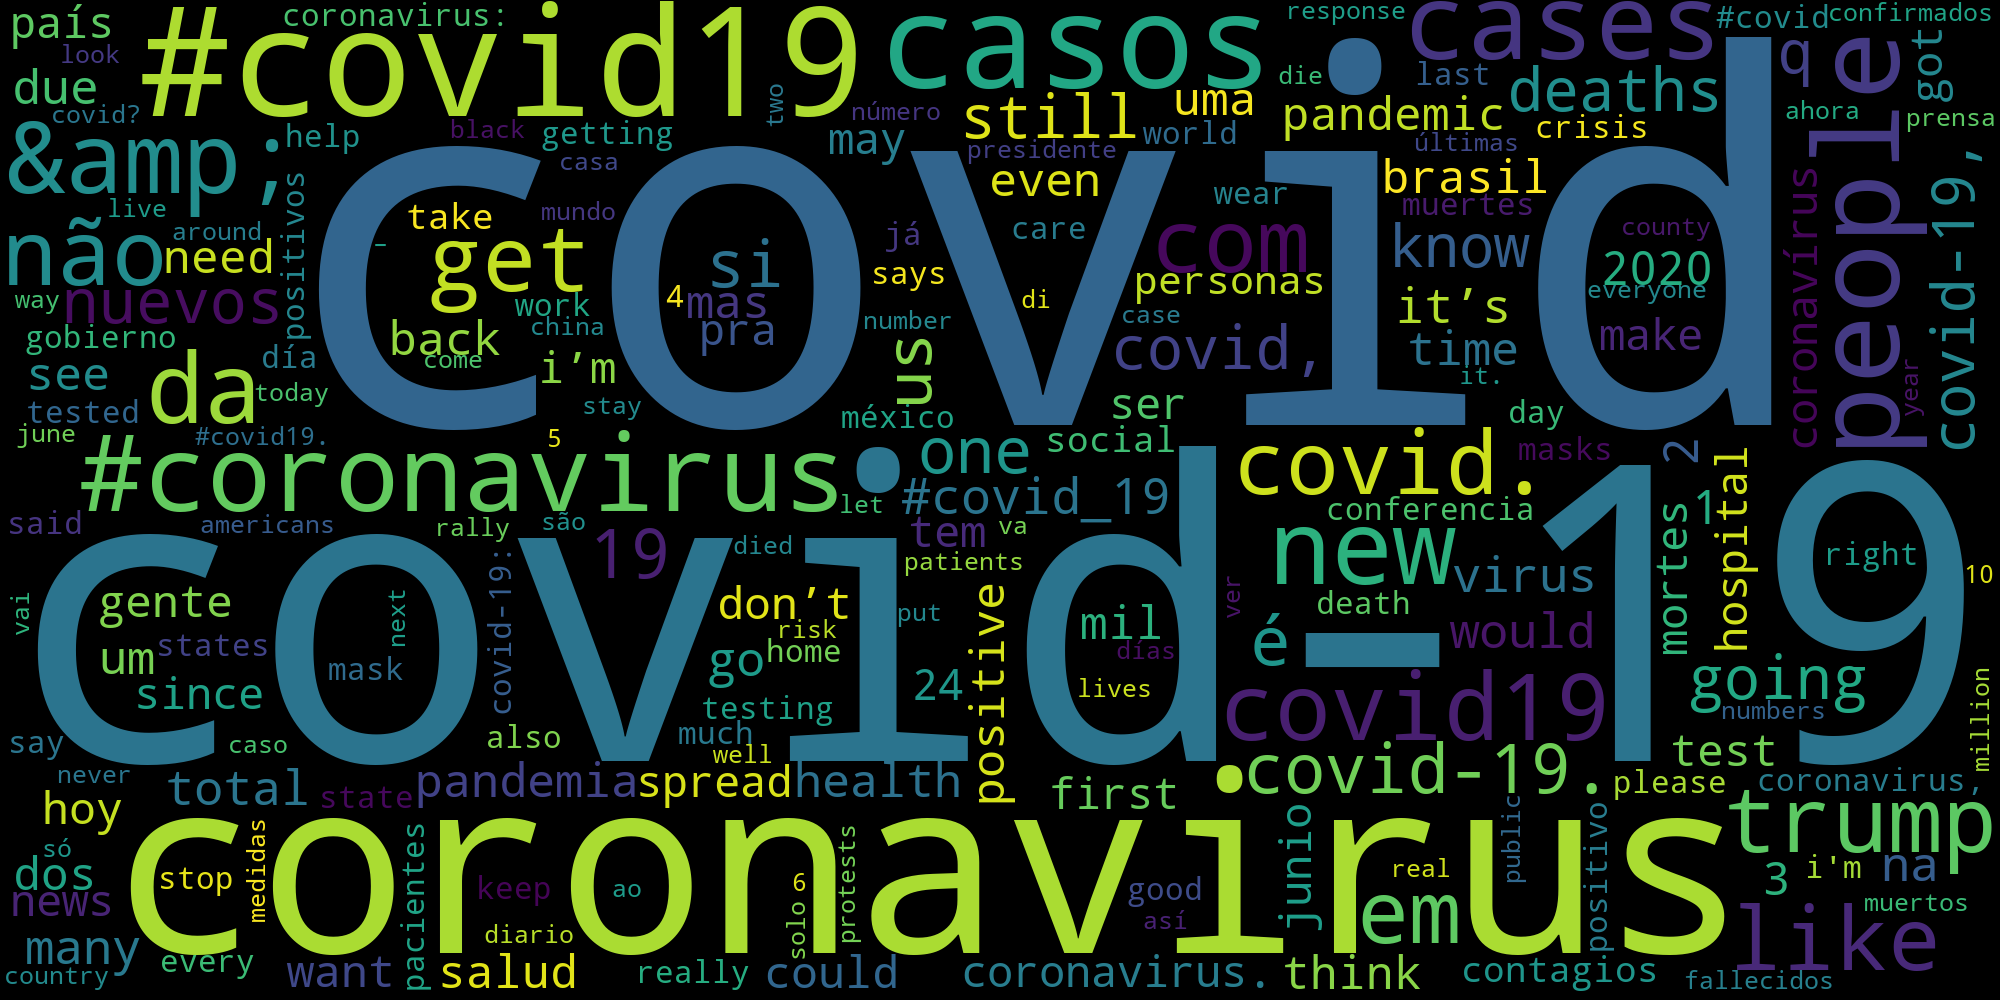 país
coronavirus:
#covid19
casos
response
cases
#covid
confirmados
look
due
covid?
&amp;
help
black
getting
two
número
may
still
uma
world
die
pandemic
last
deaths
crisis
q
people
got
ahora
prensa
covid
casa
presidente
even
últimas
brasil
live
não
around
need
positivos
take
mundo
-
get
si
já
care
wear
muertes
com
know
county
2020
everyone
coronavírus
covid-19,
way
nuevos
work
4
mas
says
di
personas
it’s
gobierno
back
china
pra
number
case
covid,
time
make
see
día
come
i’m
us
it.
year
tested
da
today
stay
méxico
ser
day
june
#covid19.
5
one
social
covid.
masks
2
#coronavirus
let
#covid_19
conferencia
1
said
americans
rally
são
19
died
tem
va
new
virus
mortes
hospital
right
10
covid-19
patients
vai
gente
next
covid-19:
don’t
put
positive
mil
ver
death
é
would
um
states
mask
risk
go
home
días
since
24
lives
covid19
going
testing
numbers
million
say
caso
also
much
well
covid-19.
test
never
total
state
pandemia
spread
health
first
please
coronavirus,
hoy
coronavirus
trump
só
medidas
pacientes
protests
junio
public
positivo
dos
stop
keep
ao
solo
6
good
real
3
i'm
na
news
así
em
muertos
many
diario
like
country
every
want
salud
really
could
coronavirus.
think
contagios
fallecidos